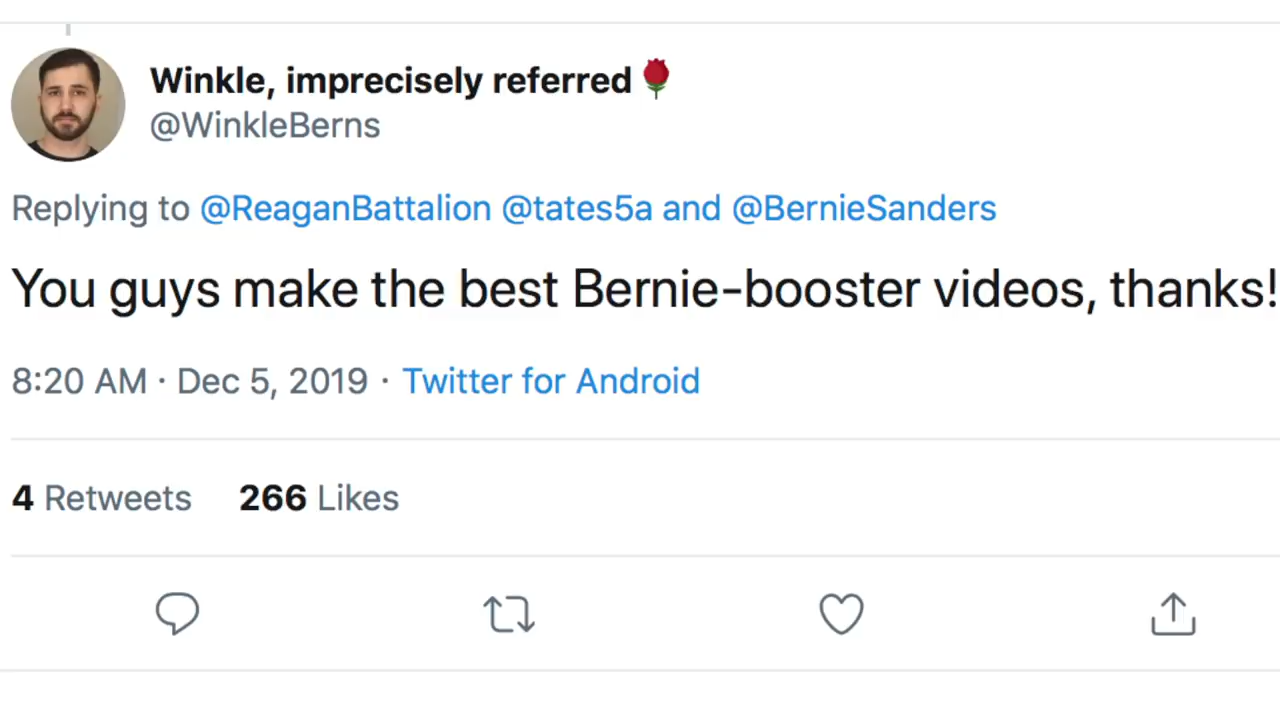 Winkle, imprecisely referred🌹
@WinkleBerns
Replying to @ReaganBattalion @tates5a and @BernieSanders
You guys make the best Bernie-booster videos, thanks!
8:20 AM · Dec 5, 2019 · Twitter for Android
4 Retweets 266 Likes